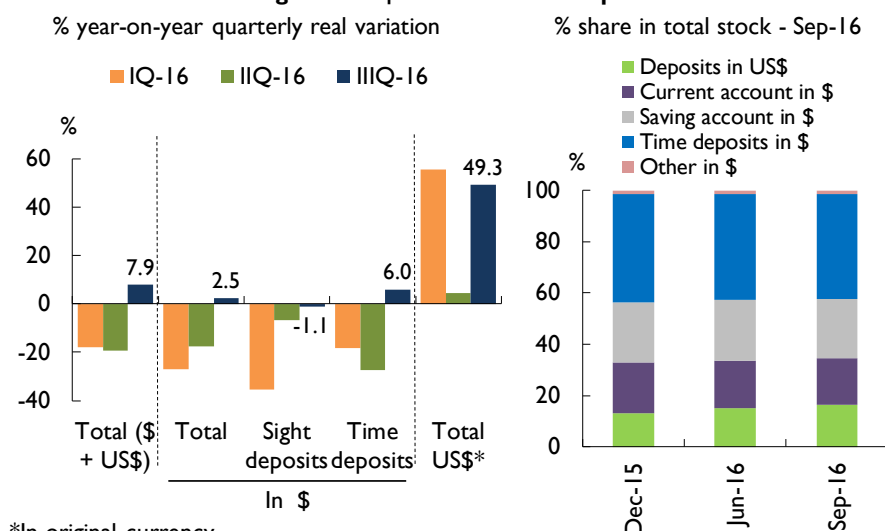 % year-on-year quarterly real variation
IQ-16 IIQ-16 IIIQ-16
%
60
40
20
0
-20
-40
7.9
2.5
-1.1
6.0
49.3
Total ($ + US$)
Total
Sight deposits
Time deposits
Total US$*
In $
*In original currency
% share in total stock - Sep-16
Deposits in US$
Current account in $
Saving account in $
Time deposits in $
Other in $
%
100
80
60
40
20
0
Dec-15
Jun-16
Sep-16